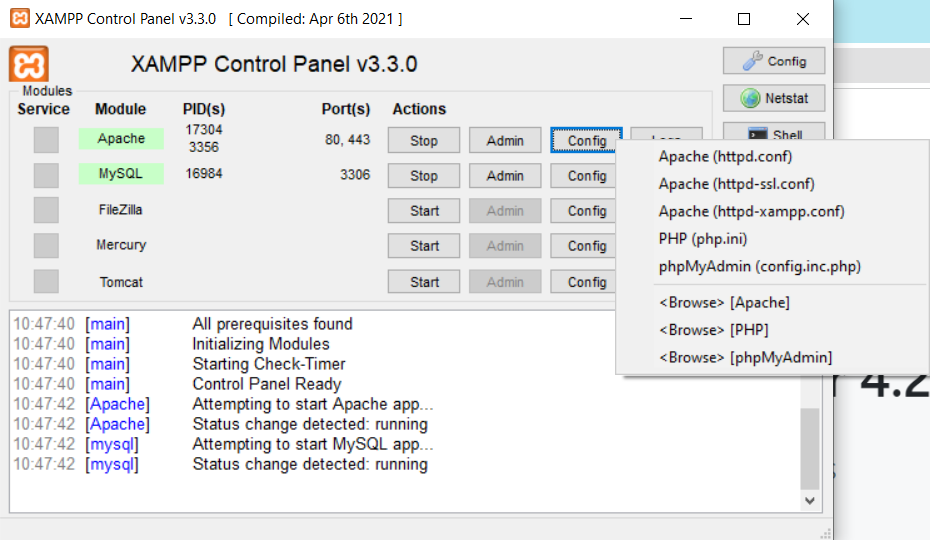 XAMPP Control Panel v3.3.0 [ Compiled: Apr 6th 2021 ]
XAMPP Control Panel v3.3.0
Config
Modules
Service Module PID(s) Port(s) Actions
Netstat
Apache 17304 3356 80, 443 Stop Admin Config Logs
Shell
MySQL 16984 3306 Stop Admin Config
FileZilla Start Admin Config
Mercury Start Admin Config
Tomcat Start Admin Config
Apache (httpd.conf)
Apache (httpd-ssl.conf)
Apache (httpd-xampp.conf)
PHP (php.ini)
phpMyAdmin (config.inc.php)
<Browse> [Apache]
<Browse> [PHP]
<Browse> [phpMyAdmin]
10:47:40 [main] All prerequisites found
10:47:40 [main] Initializing Modules
10:47:40 [main] Starting Check-Timer
10:47:40 [main] Control Panel Ready
10:47:42 [Apache] Attempting to start Apache app...
10:47:42 [Apache] Status change detected: running
10:47:42 [mysql] Attempting to start MySQL app...
10:47:42 [mysql] Status change detected: running
4.2